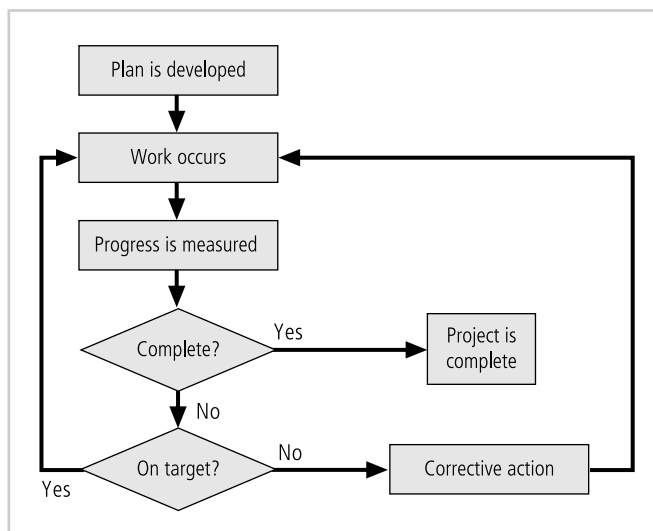 Plan is developed
Work occurs
Progress is measured
Complete?
Yes
Project is
complete
No
On target?
No
Corrective action
Yes